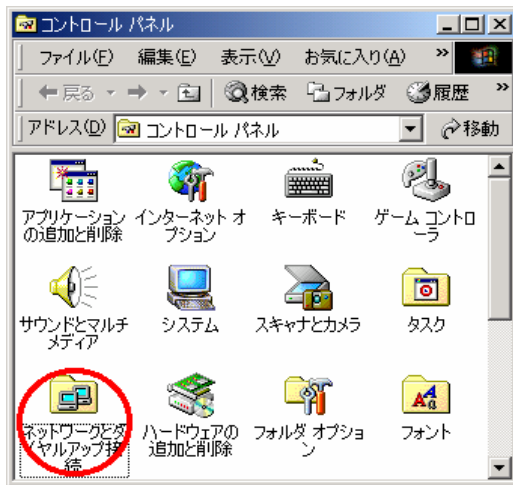 コントロール パネル
ファイル(F) 編集(E) 表示(V) お気に入り(A) »
戻る 検索 フォルダ 履歴 »
アドレス(D) コントロール パネル 移動
アプリケーション インターネット オ キーボード ゲーム コントロ
の追加と削除 プション ーラ
サウンドとマルチ システム スキャナとカメラ タスク
メディア
ネットワークとダ ハードウェアの フォルダ オプショ フォント
イヤルアップ接 追加と削除 ン
続